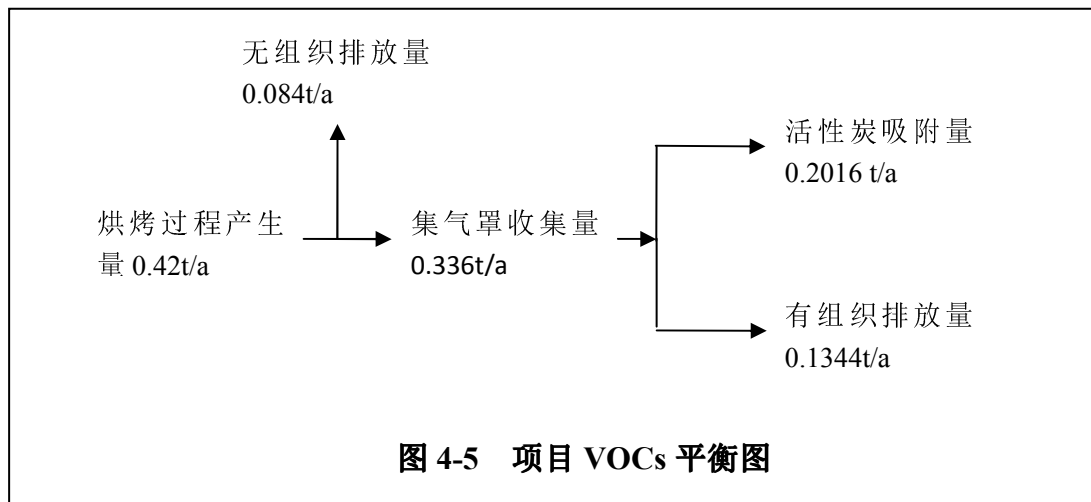 无组织排放量
0.084t/a
活性炭吸附量
0.2016 t/a
烘烤过程产生
量 0.42t/a
集气罩收集量
0.336t/a
有组织排放量
0.1344t/a
图 4-5 项目 VOCs 平衡图